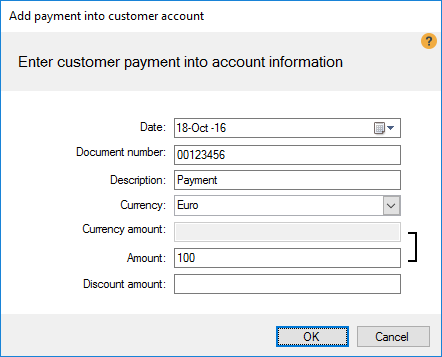 Add payment into customer account
?
Enter customer payment into account information
Date: 18-Oct -16
Document number: 00123456
Description: Payment
Currency: Euro
Currency amount:
Amount: 100
Discount amount:
OK Cancel